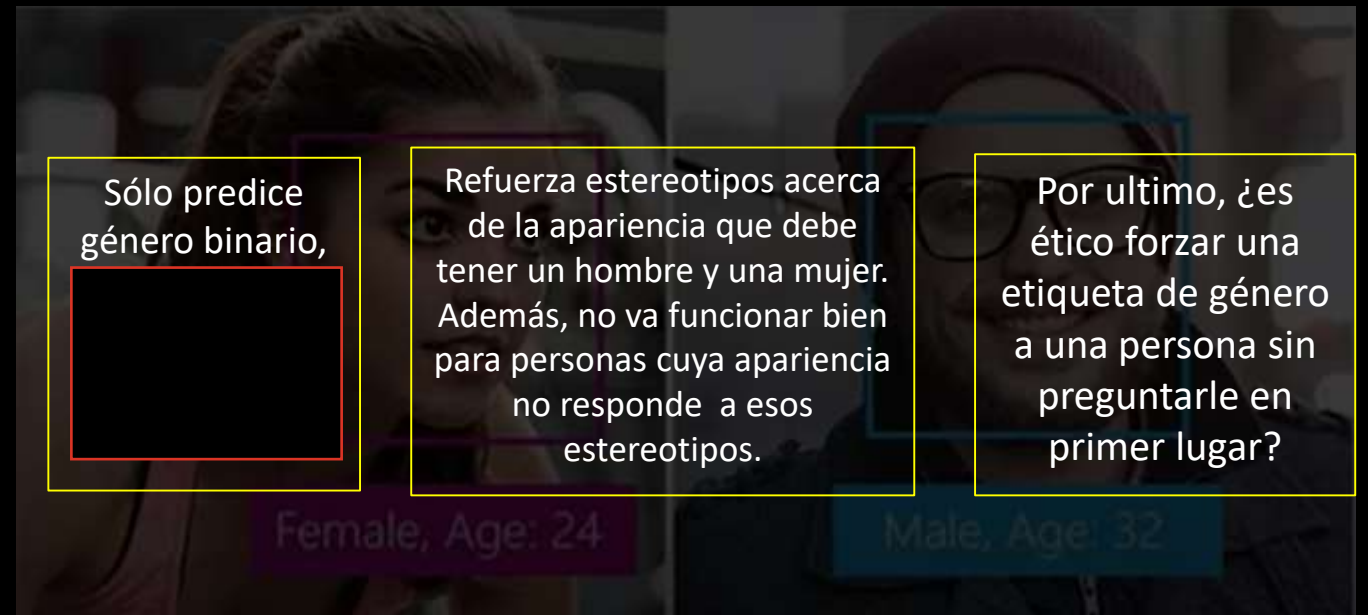 Sólo predice
género binario,
Refuerza estereotipos acerca
de la apariencia que debe
tener un hombre y una mujer.
Además, no va funcionar bien
para personas cuya apariencia
no responde a esos
estereotipos.
Por ultimo, ¿es
ético forzar una
etiqueta de género
a una persona sin
preguntarle en
primer lugar?
Female, Age: 24
Male, Age: 32